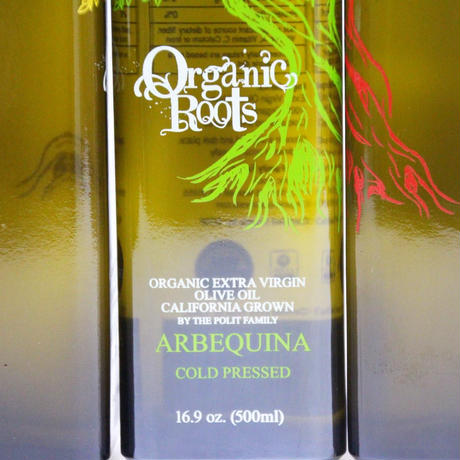 Organic
Roots
ORGANIC EXTRA VIRGIN
OLIVE OIL
CALIFORNIA GROWN
BY THE POLIT FAMILY
ARBEQUINA
COLD PRESSED
16.9 oz. (500ml)